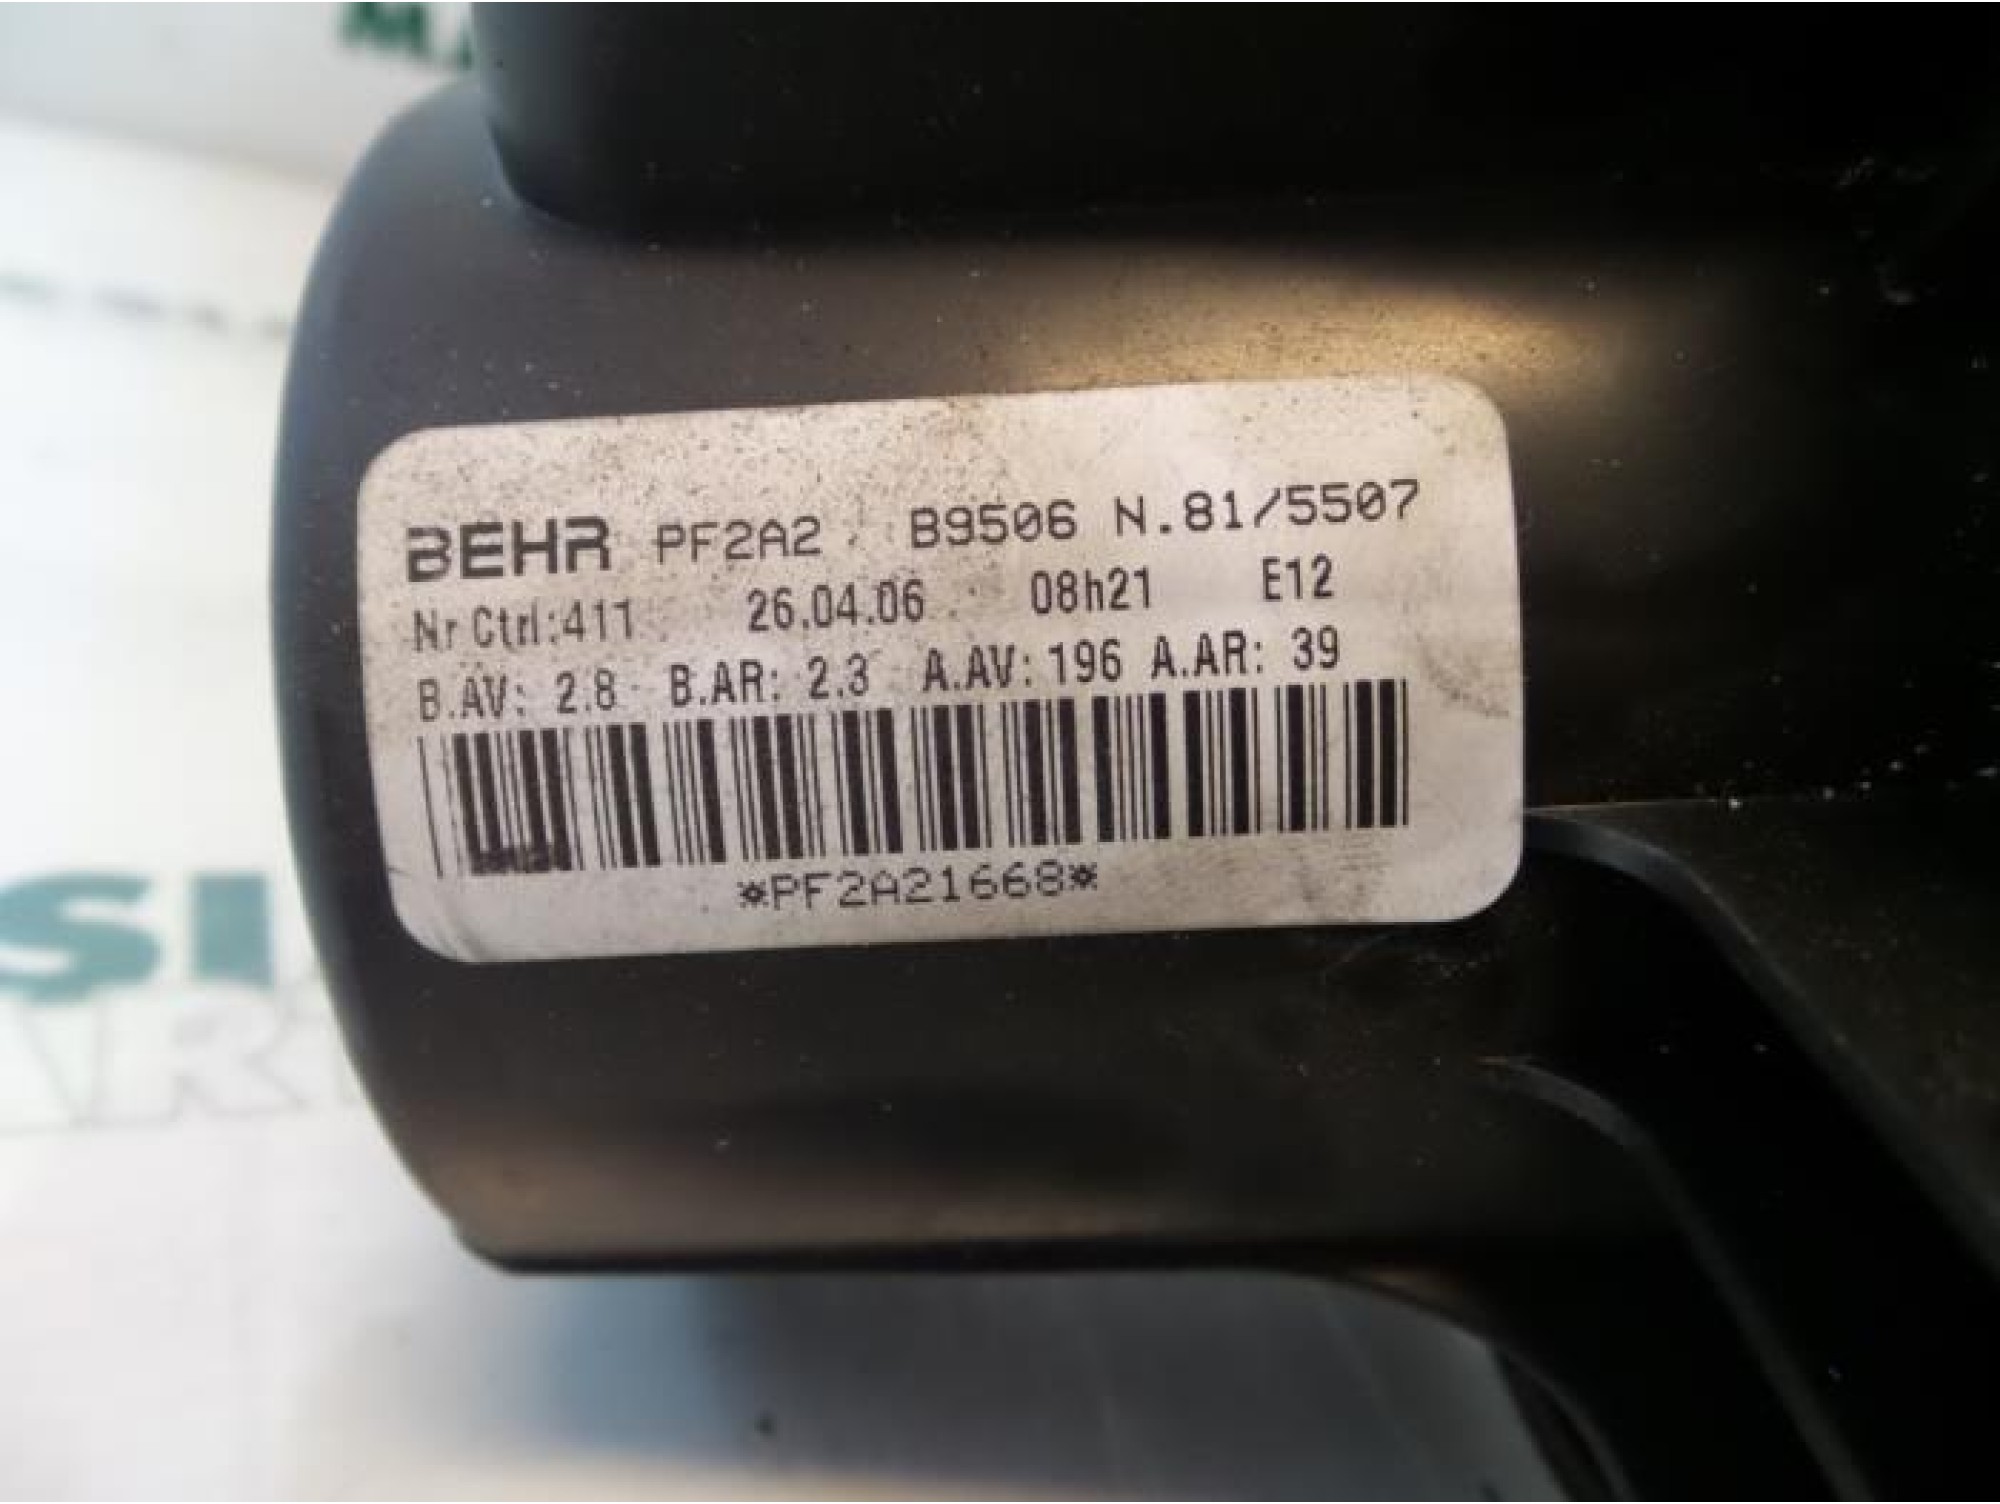 BEHR PF2A2 B9506 N.81/5507
Nr Ctrl:411 26.04.06 08h21 E12
B.AV: 2.8 B.AR: 2.3 A.AV: 196 A.AR: 39
*PF2A21668*
SI